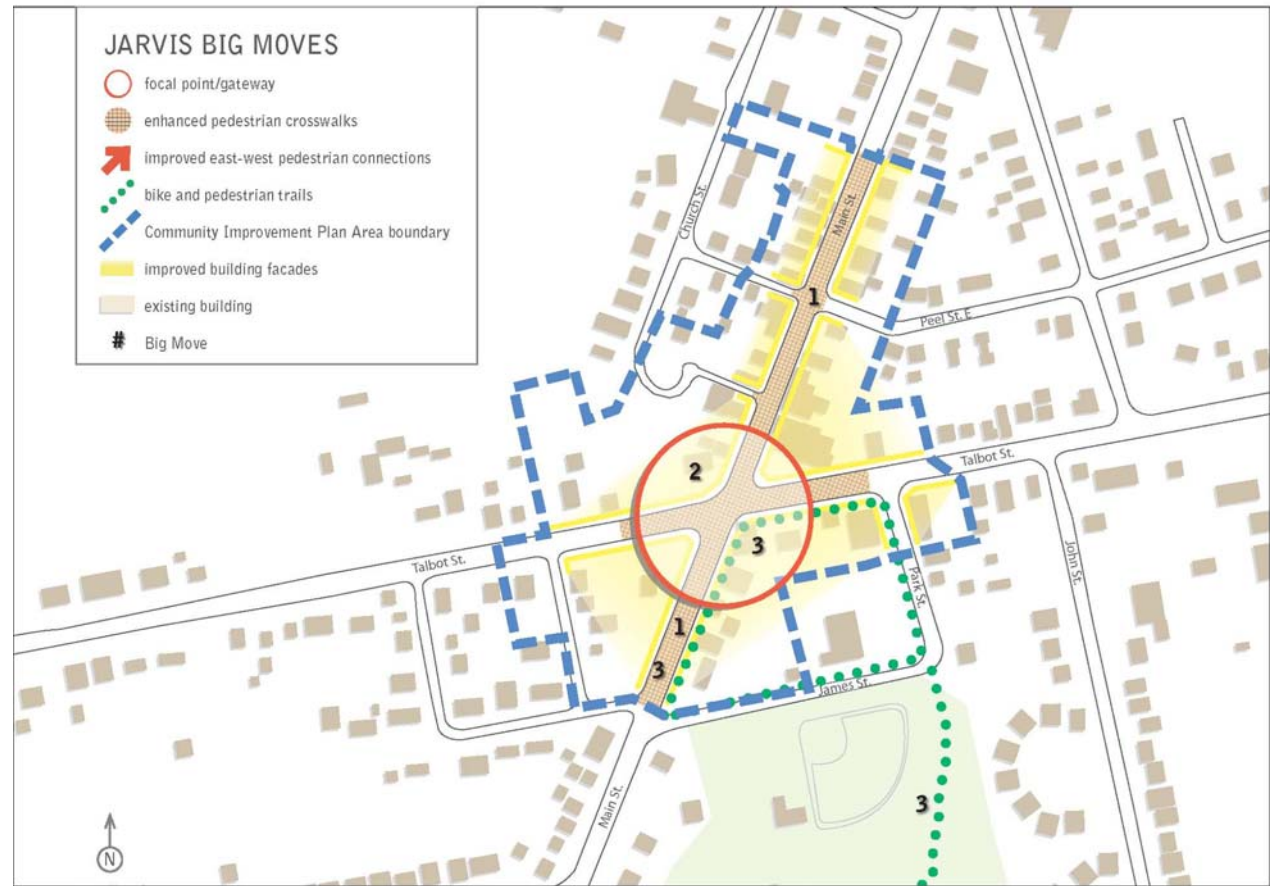 JARVIS BIG MOVES
focal point/gateway
enhanced pedestrian crosswalks
improved east-west pedestrian connections
bike and pedestrian trails
Community Improvement Plan Area boundary
improved building facades
existing building
# Big Move
Church St.
Main St.
1
Peel St. E
2
Talbot St.
3
Talbot St.
Park St.
John St.
1
3
James St.
Main St.
3
N